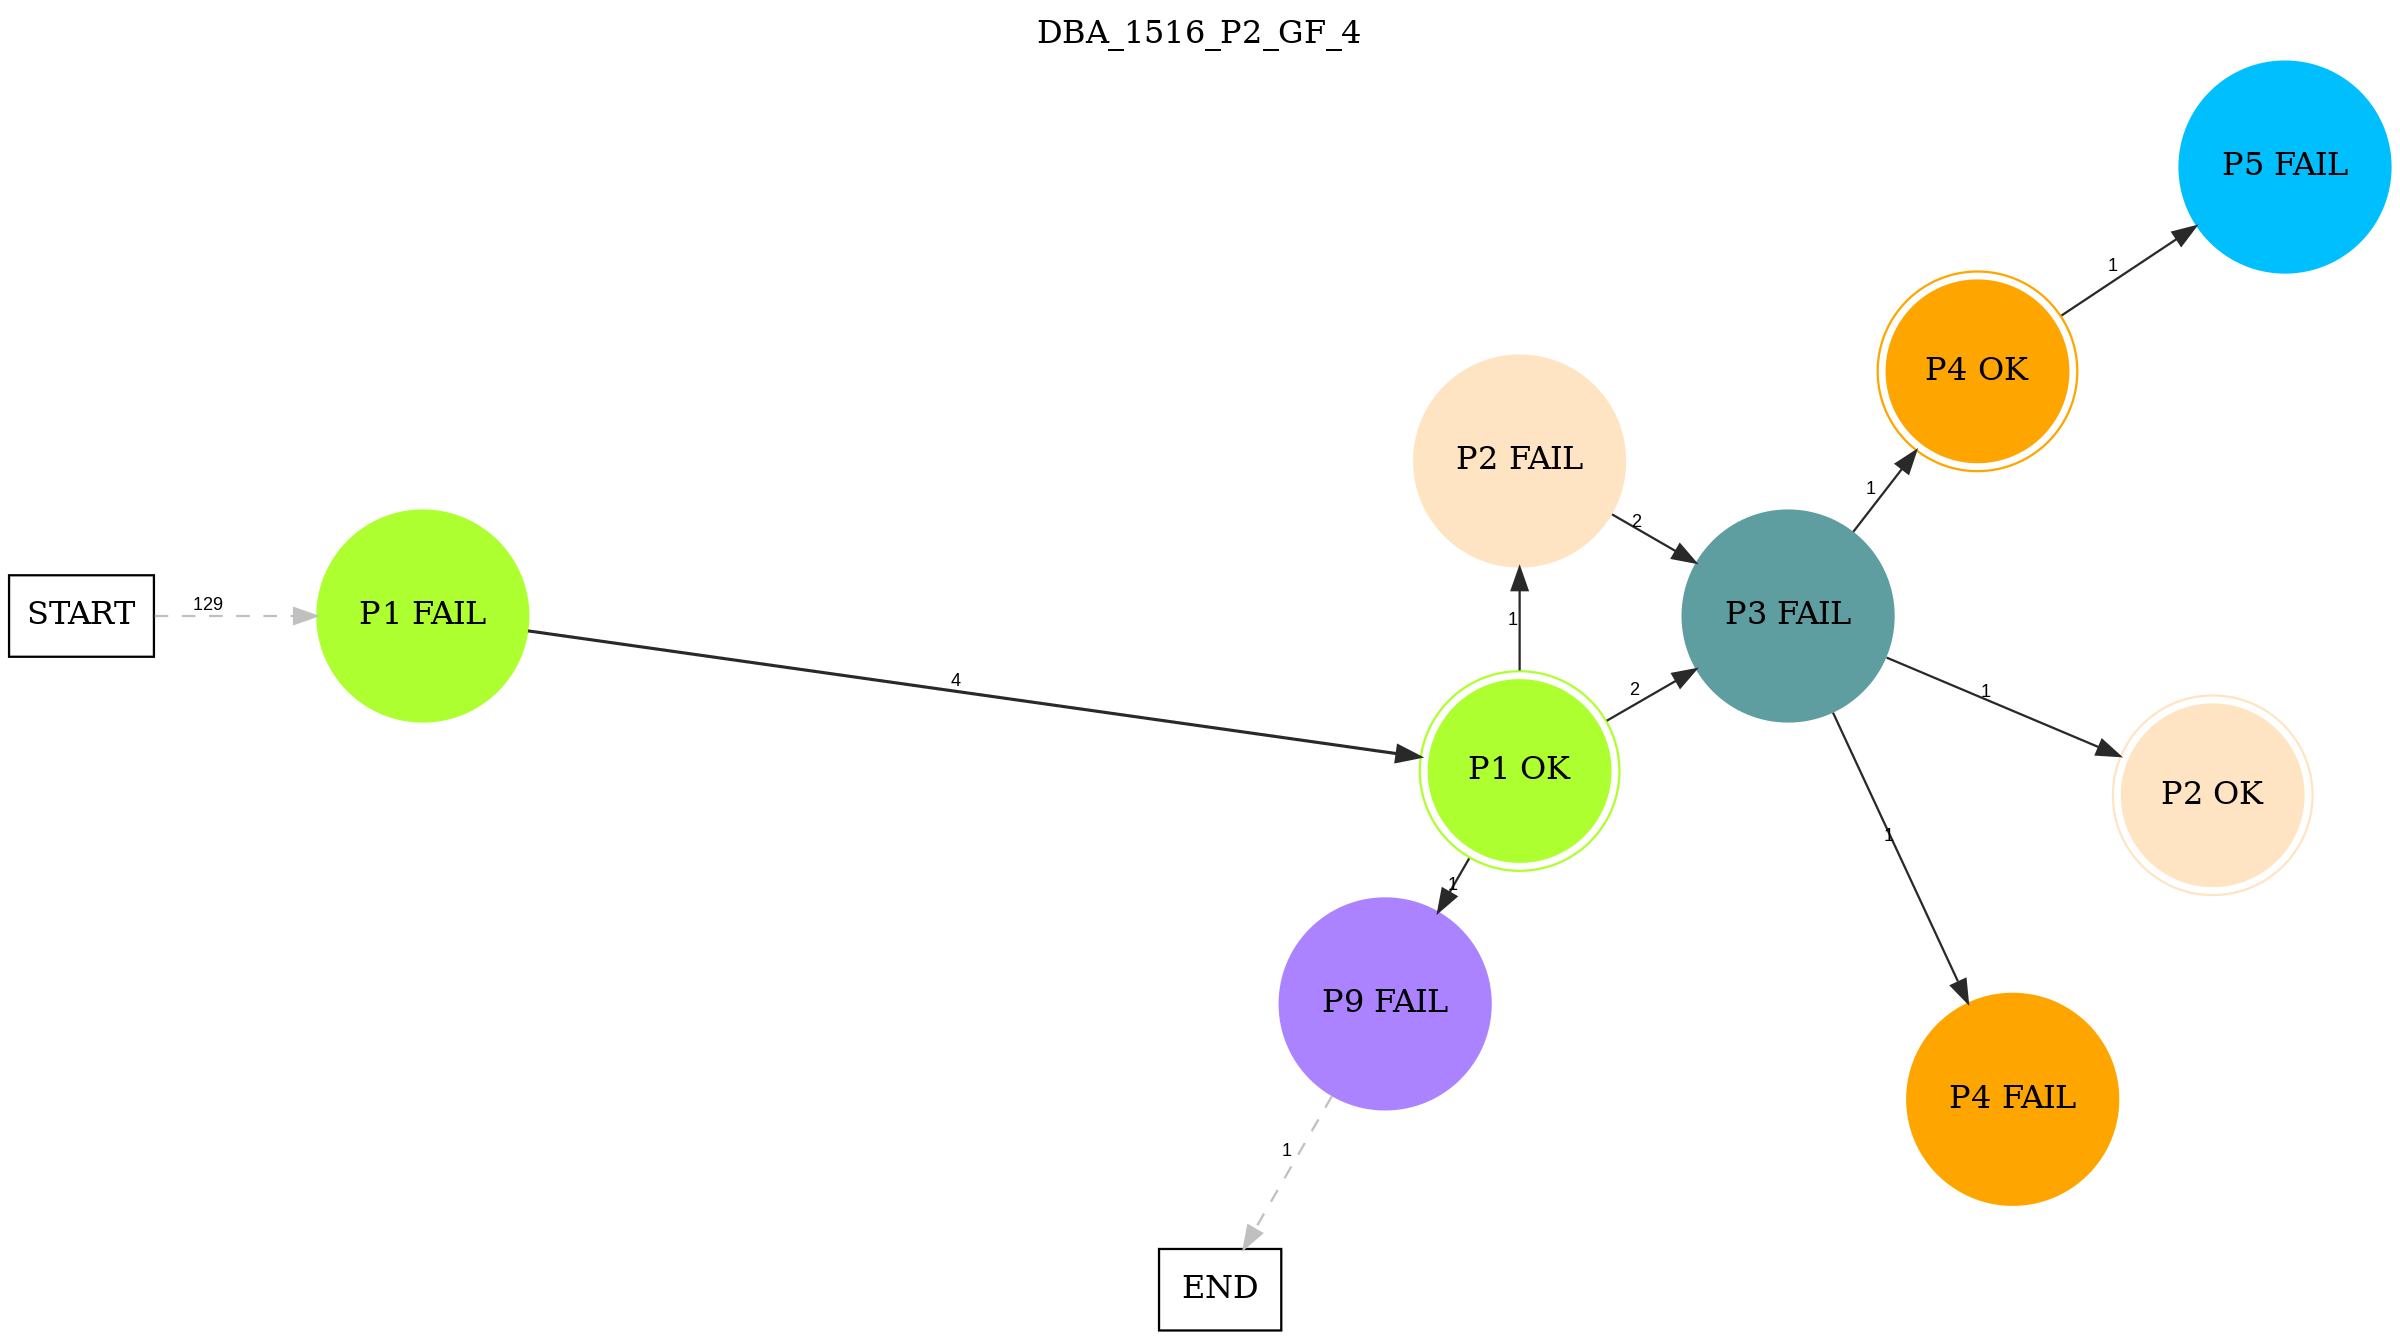 DBA_1516_P2_GF_4
P5 FAIL
1
P4 OK
P2 FAIL
1
2
START
129
P1 FAIL
1
P3 FAIL
4
2
1
P1 OK
P2 OK
1
1
P9 FAIL
P4 FAIL
1
END